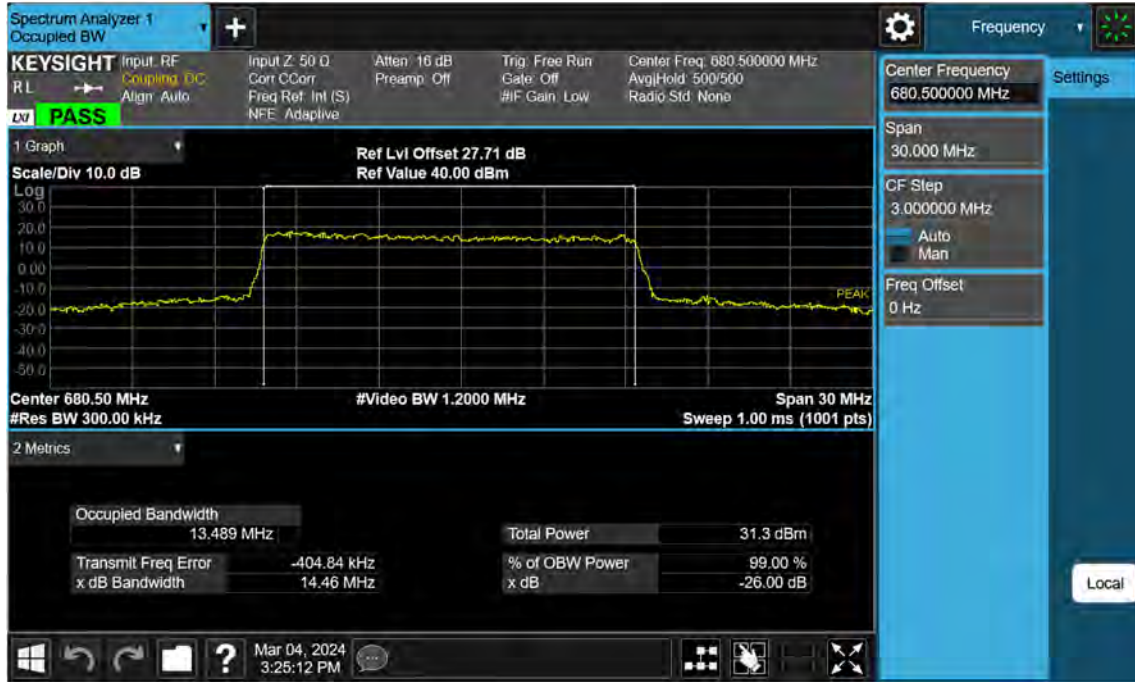 Spectrum Analyzer 1
Occupied BW
+
Frequency
KEYSIGHT
RL
LXI
PASS
Input: RF
Coupling: DC
Align: Auto
Input Z: 50 Ω
Corr CCorr
Freq Ref: Int (S)
NFE: Adaptive
Atten: 16 dB
Preamp: Off
Trig: Free Run
Gate: Off
#IF Gain: Low
Center Freq: 680.500000 MHz
Avg|Hold: 500/500
Radio Std: None
Center Frequency
680.500000 MHz
Settings
Span
30.000 MHz
CF Step
3.000000 MHz
Auto
Man
Freq Offset
0 Hz
Local
1 Graph
Scale/Div 10.0 dB
Ref Lvl Offset 27.71 dB
Ref Value 40.00 dBm
Log
30.0
20.0
10.0
0.00
-10.0
-20.0
-30.0
-40.0
-50.0
PEAK
Center 680.50 MHz
#Video BW 1.2000 MHz
Span 30 MHz
#Res BW 300.00 kHz
Sweep 1.00 ms (1001 pts)
2 Metrics
Occupied Bandwidth
13.489 MHz
Total Power 31.3 dBm
Transmit Freq Error -404.84 kHz
% of OBW Power 99.00 %
x dB Bandwidth 14.46 MHz
x dB -26.00 dB
?
Mar 04, 2024
3:25:12 PM